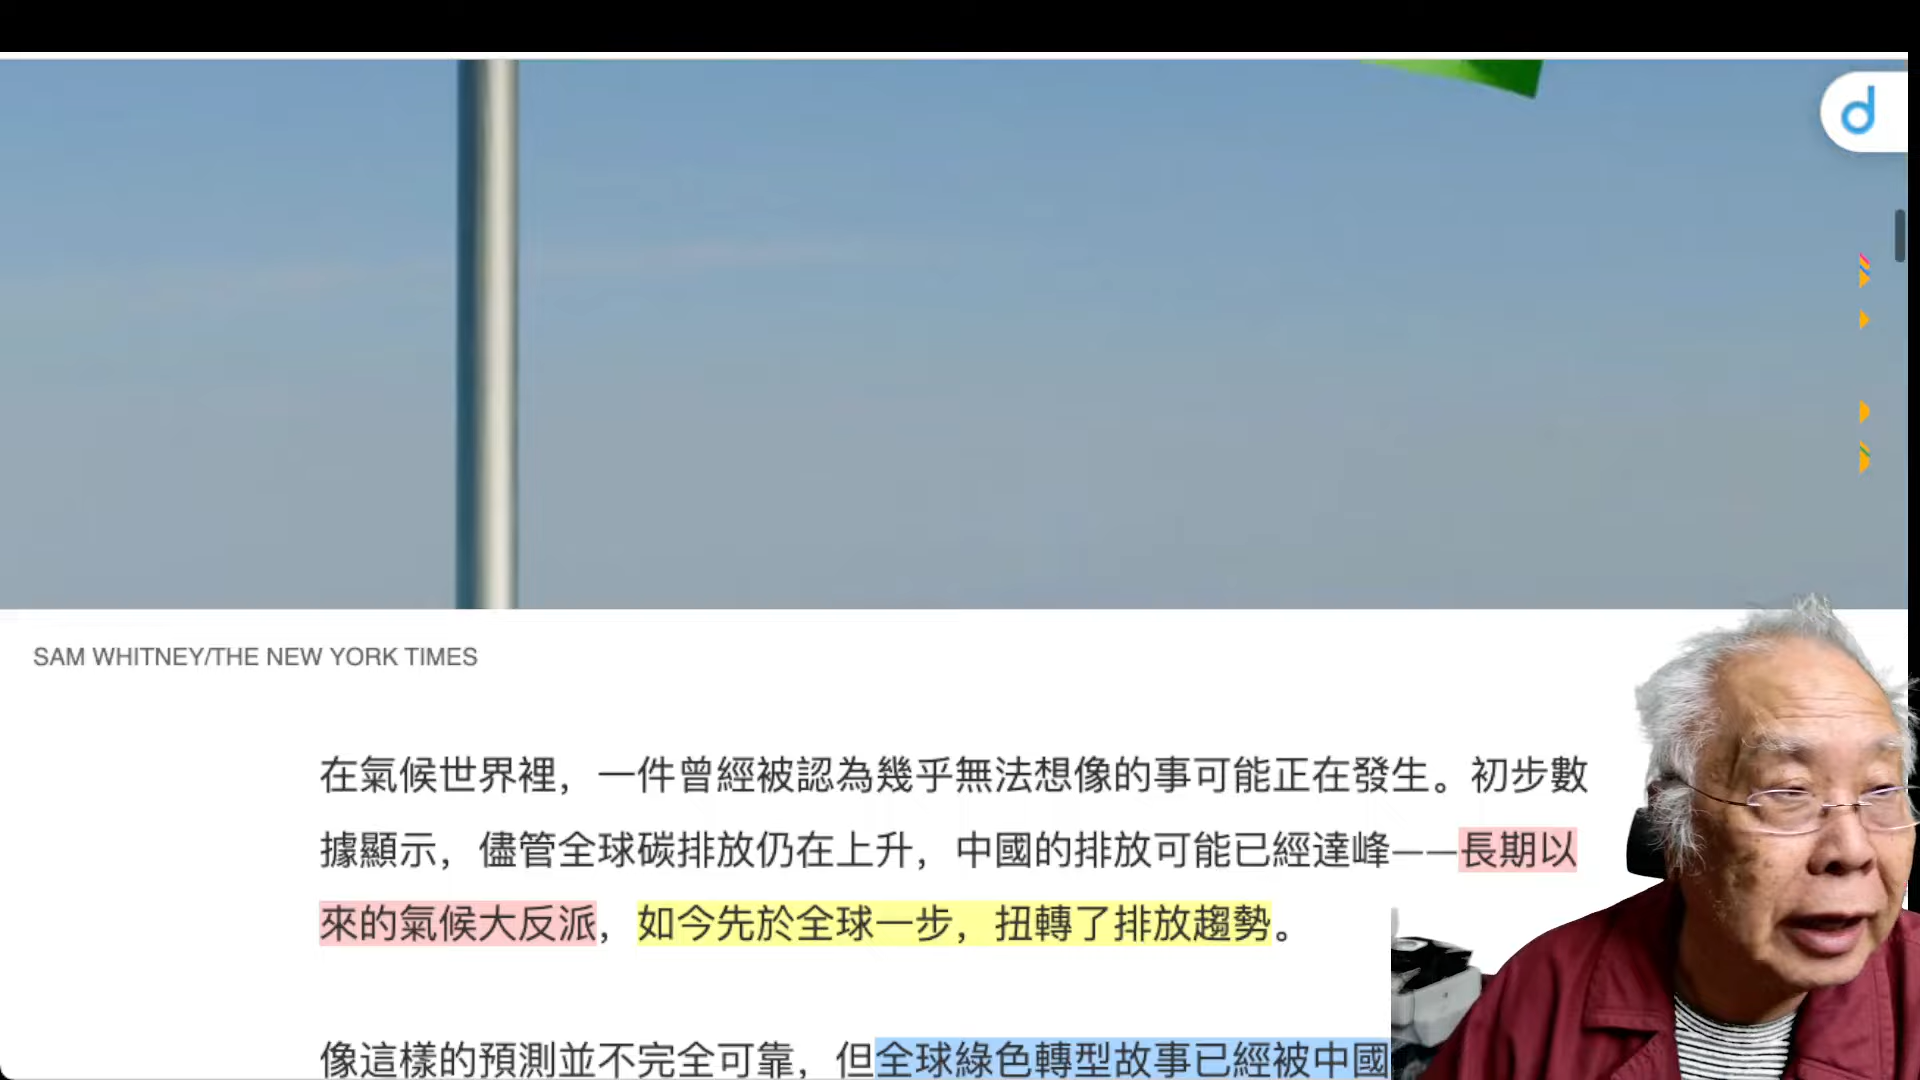 SAM WHITNEY/THE NEW YORK TIMES
在氣候世界裡，一件曾經被認為幾乎無法想像的事可能正在發生。初步數
據顯示，儘管全球碳排放仍在上升，中國的排放可能已經達峰——長期以
來的氣候大反派，如今先於全球一步，扭轉了排放趨勢。
像這樣的預測並不完全可靠，但全球綠色轉型故事已經被中國